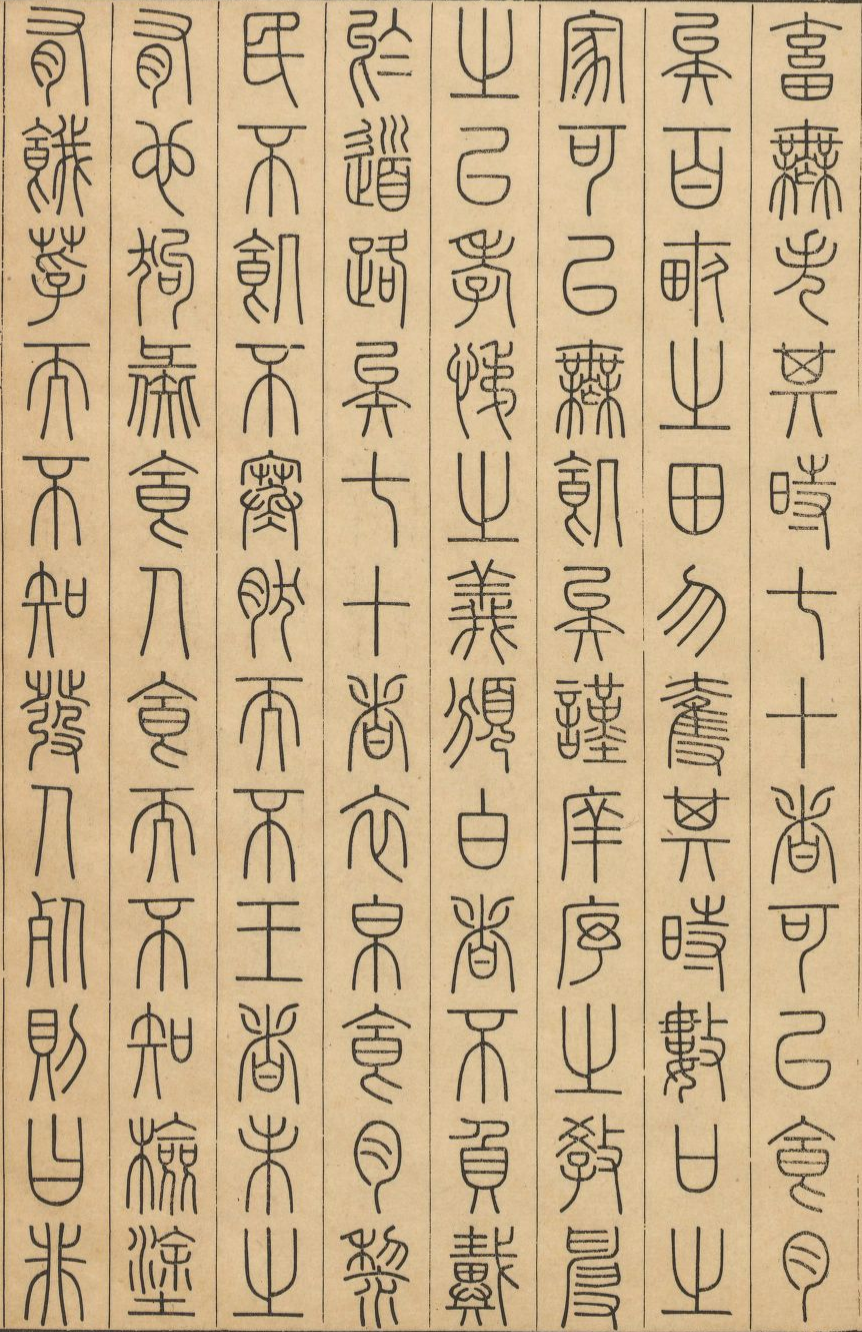 畜無失其時七十者可以食肉
矣百畝之田勿奪其時數口之
家可以無飢矣謹庠序之教申
之以孝悌之義頒白者不負戴
於道路矣七十者衣帛食肉黎
民不飢不寒然而不王者未之
有也狗彘食人食而不知檢塗
有餓莩而不知發人死則曰非